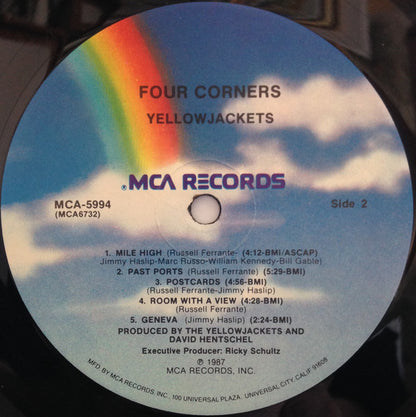 FOUR CORNERS
YELLOWJACKETS
MCA RECORDS
MCA-5994
(MCA6732)
Side 2
1. MILE HIGH (Russell Ferrante- (4:12-BMI/ASCAP)
Jimmy Haslip-Marc Russo-William Kennedy-Bill Gable)
2. PAST PORTS (Russell Ferrante) (5:29-BMI)
3. POSTCARDS (4:56-BMI)
(Russell Ferrante-Jimmy Haslip)
4. ROOM WITH A VIEW (4:28-BMI)
(Russell Ferrante)
5. GENEVA (Jimmy Haslip) (2:24-BMI)
PRODUCED BY THE YELLOWJACKETS AND
DAVID HENTSCHEL
Executive Producer: Ricky Schultz
℗ 1987
MCA RECORDS, INC.
MFD. BY MCA RECORDS, INC. 100 UNIVERSAL PLAZA, UNIVERSAL CITY, CALIF. 91608